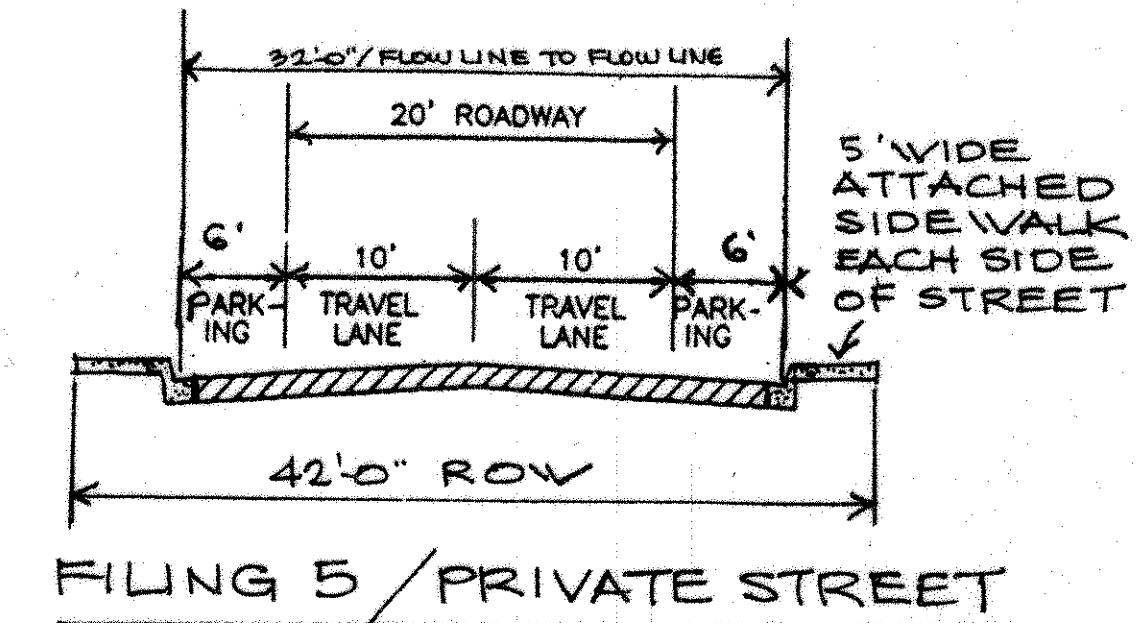 32'-0"/FLOW LINE TO FLOW LINE
20' ROADWAY
5' WIDE
ATTACHED
SIDEWALK
EACH SIDE
OF STREET
6'
10'
10'
6'
PARK-
ING
TRAVEL
LANE
TRAVEL
LANE
PARK-
ING
42'-0" ROW
FILING 5 / PRIVATE STREET